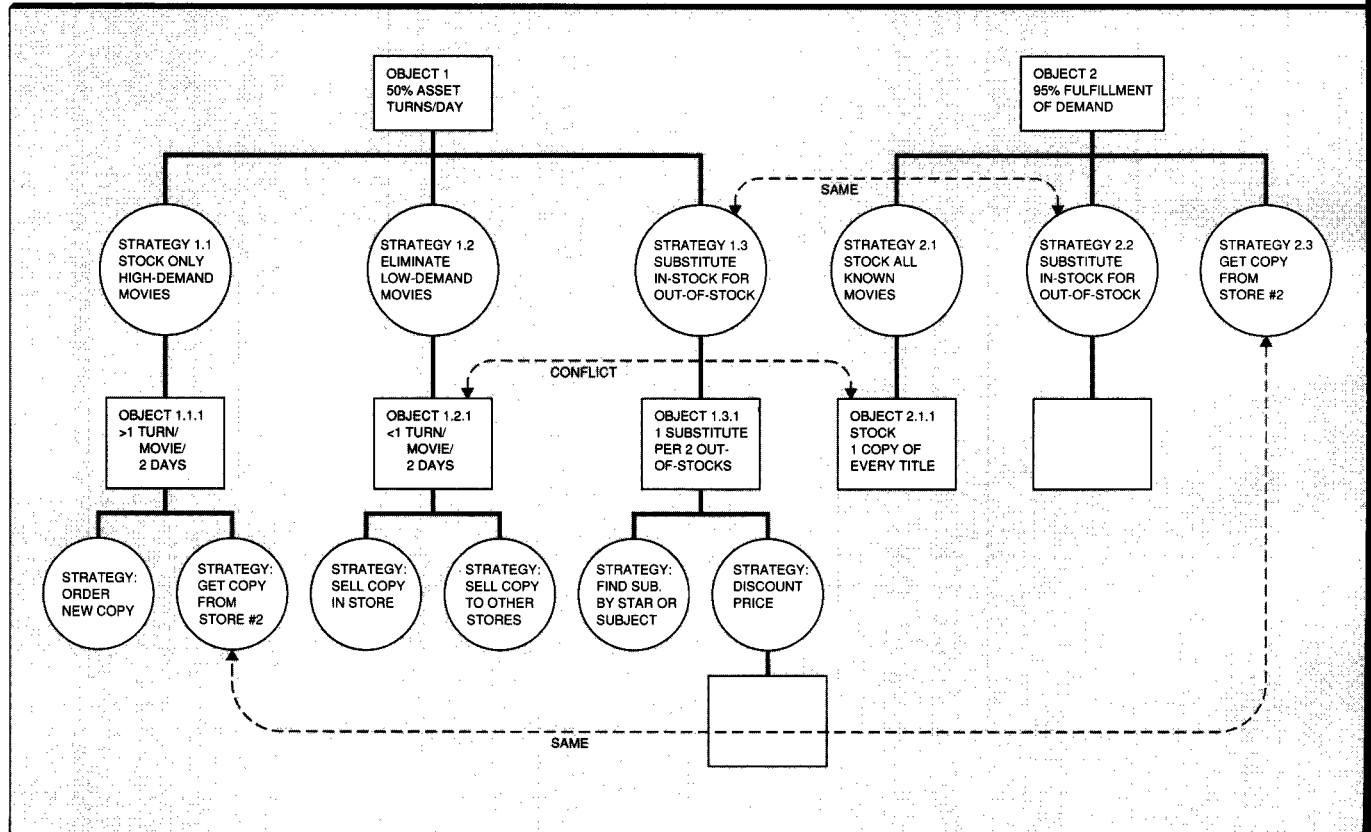 OBJECT 1
50% ASSET
TURNS/DAY
OBJECT 2
95% FULFILLMENT
OF DEMAND
SAME
STRATEGY 1.1
STOCK ONLY
HIGH-DEMAND
MOVIES
STRATEGY 1.2
ELIMINATE
LOW-DEMAND
MOVIES
STRATEGY 1.3
SUBSTITUTE
IN-STOCK FOR
OUT-OF-STOCK
STRATEGY 2.1
STOCK ALL
KNOWN
MOVIES
STRATEGY 2.2
SUBSTITUTE
IN-STOCK FOR
OUT-OF-STOCK
STRATEGY 2.3
GET COPY
FROM
STORE #2
CONFLICT
OBJECT 1.1.1
>1 TURN/
MOVIE/
2 DAYS
OBJECT 1.2.1
<1 TURN/
MOVIE/
2 DAYS
OBJECT 1.3.1
1 SUBSTITUTE
PER 2 OUT-
OF-STOCKS
OBJECT 2.1.1
STOCK
1 COPY OF
EVERY TITLE
STRATEGY:
ORDER
NEW COPY
STRATEGY:
GET COPY
FROM
STORE #2
STRATEGY:
SELL COPY
IN STORE
STRATEGY:
SELL COPY
TO OTHER
STORES
STRATEGY:
FIND SUB.
BY STAR OR
SUBJECT
STRATEGY:
DISCOUNT
PRICE
SAME